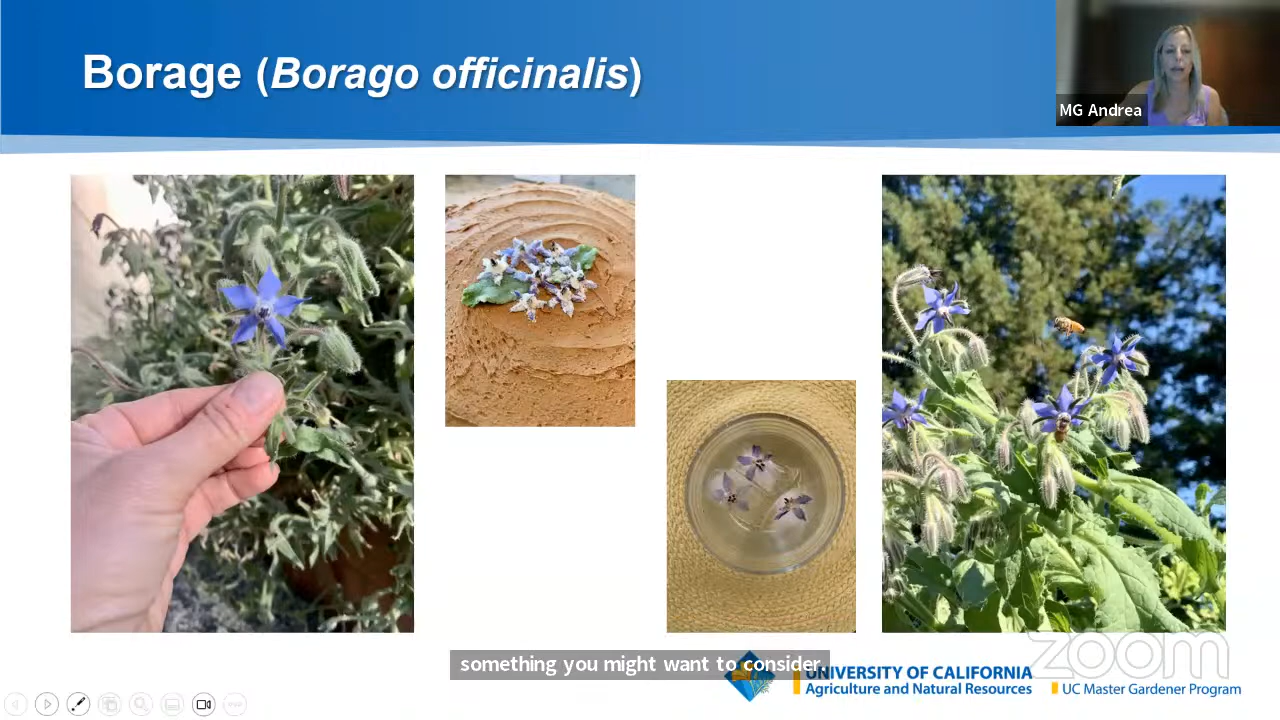 Borage (Borago officinalis)
MG Andrea
something you might want to consider.
UNIVERSITY OF CALIFORNIA
Agriculture and Natural Resources
UC Master Gardener Program
zoom